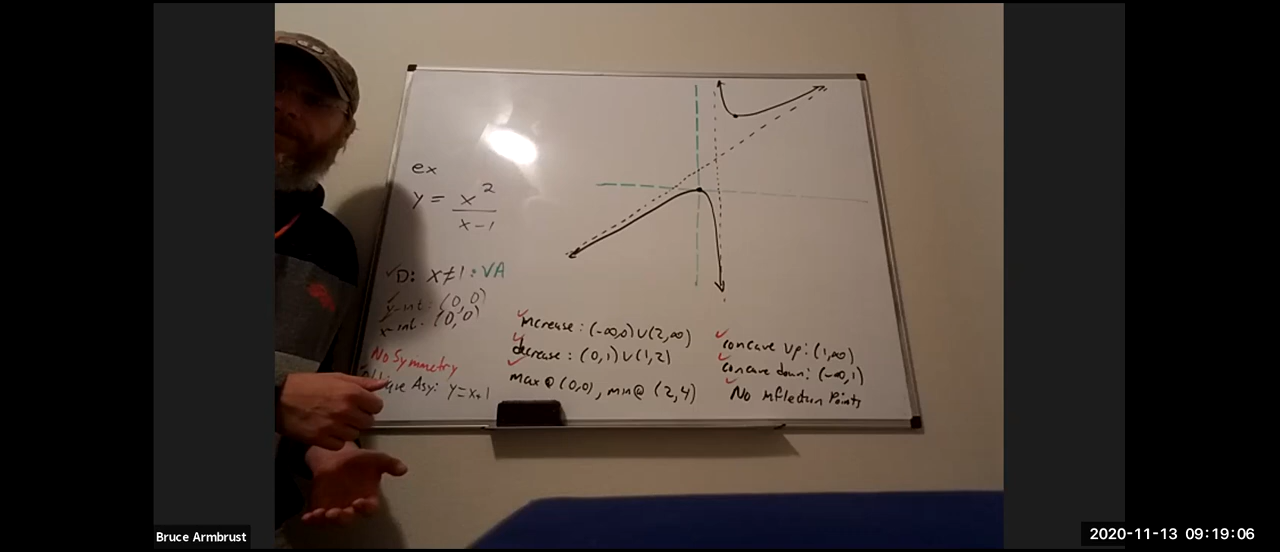 ex
y = x²
x-1
✓D: x≠1 : VA
✓y-int: (0,0)
x-int: (0,0)
No Symmetry
Asy: y=x+1
✓increase: (-∞,0)∪(2,∞)
✓decrease: (0,1)∪(1,2)
✓max @ (0,0), min @ (2,4)
✓concave up: (1,∞)
✓concave down: (-∞,1)
✓No inflection Points
Bruce Armbrust
2020-11-13 09:19:06